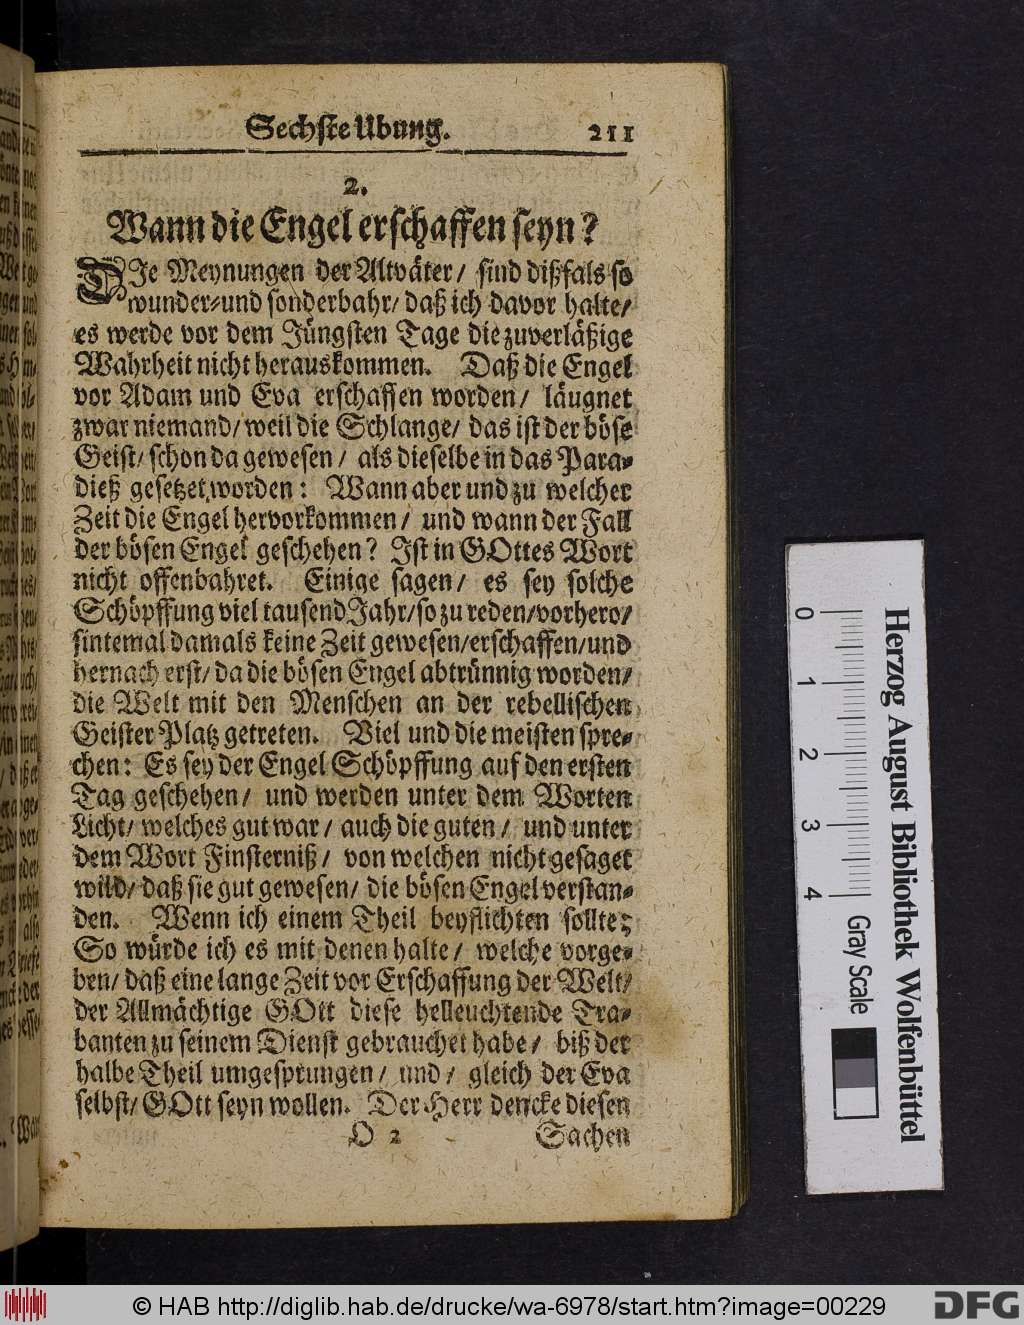 Sechste Ubung. 211
2.
Wann die Engel erschaffen seyn?
DIe Meynungen der Altväter/ sind dißfals so
wunder-und sonderbahr/ daß ich davor halte/
es werde vor dem Jüngsten Tage die zuverläßige
Wahrheit nicht herauskommen. Daß die Engel
vor Adam und Eva erschaffen worden/ läugnet
zwar niemand/ weil die Schlange/ das ist der böse
Geist/ schon da gewesen/ als dieselbe in das Para-
dieß gesetzet worden: Wann aber und zu welcher
Zeit die Engel hervorkommen/ und wann der Fall
der bösen Engel geschehen? Ist in GOttes Wort
nicht offenbahret. Einige sagen/ es sey solche
Schöpffung viel tausend Jahr/ so zu reden/ vorhero/
sintemal damals keine Zeit gewesen/ erschaffen/ und
hernach erst/ da die bösen Engel abtrünnig worden/
die Welt mit den Menschen an der rebellischen
Geister Platz getreten. Viel und die meisten spre-
chen: Es sey der Engel Schöpffung auf den ersten
Tag geschehen/ und werden unter dem Worten
Licht/ welches gut war/ auch die guten/ und unter
dem Wort Finsterniß/ von welchen nicht gesaget
wild/ daß sie gut gewesen/ die bösen Engel verstan-
den. Wenn ich einem Theil beypflichten sollte;
So würde ich es mit denen halte/ welche vorge-
ben/ daß eine lange Zeit vor Erschaffung der Welt/
der Allmächtige GOtt diese helleuchtende Tra-
banten zu seinem Dienst gebrauchet habe/ biß der
halbe Theil umgesprungen/ und/ gleich der Eva
selbst/ GOtt seyn wollen. Der Herr dencke diesen
O 2 Sachen
0 1 2 3 4
Gray Scale
Herzog August Bibliothek Wolfenbüttel
© HAB http://diglib.hab.de/drucke/wa-6978/start.htm?image=00229
DFG